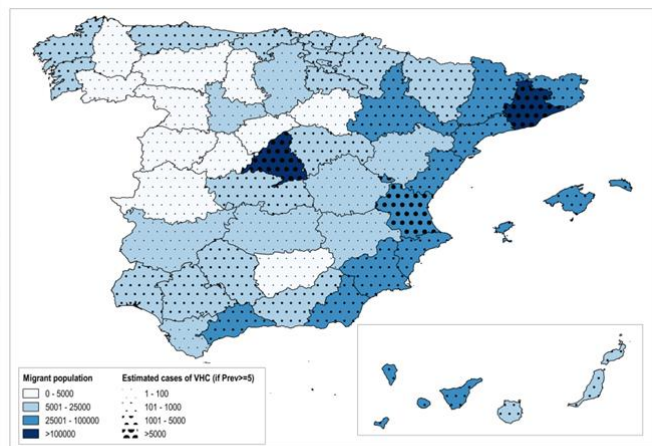 Migrant population
0 - 5000
5001 - 25000
25001 - 100000
>100000
Estimated cases of VHC (if Prev>=5)
1 - 100
101 - 1000
1001 - 5000
>5000